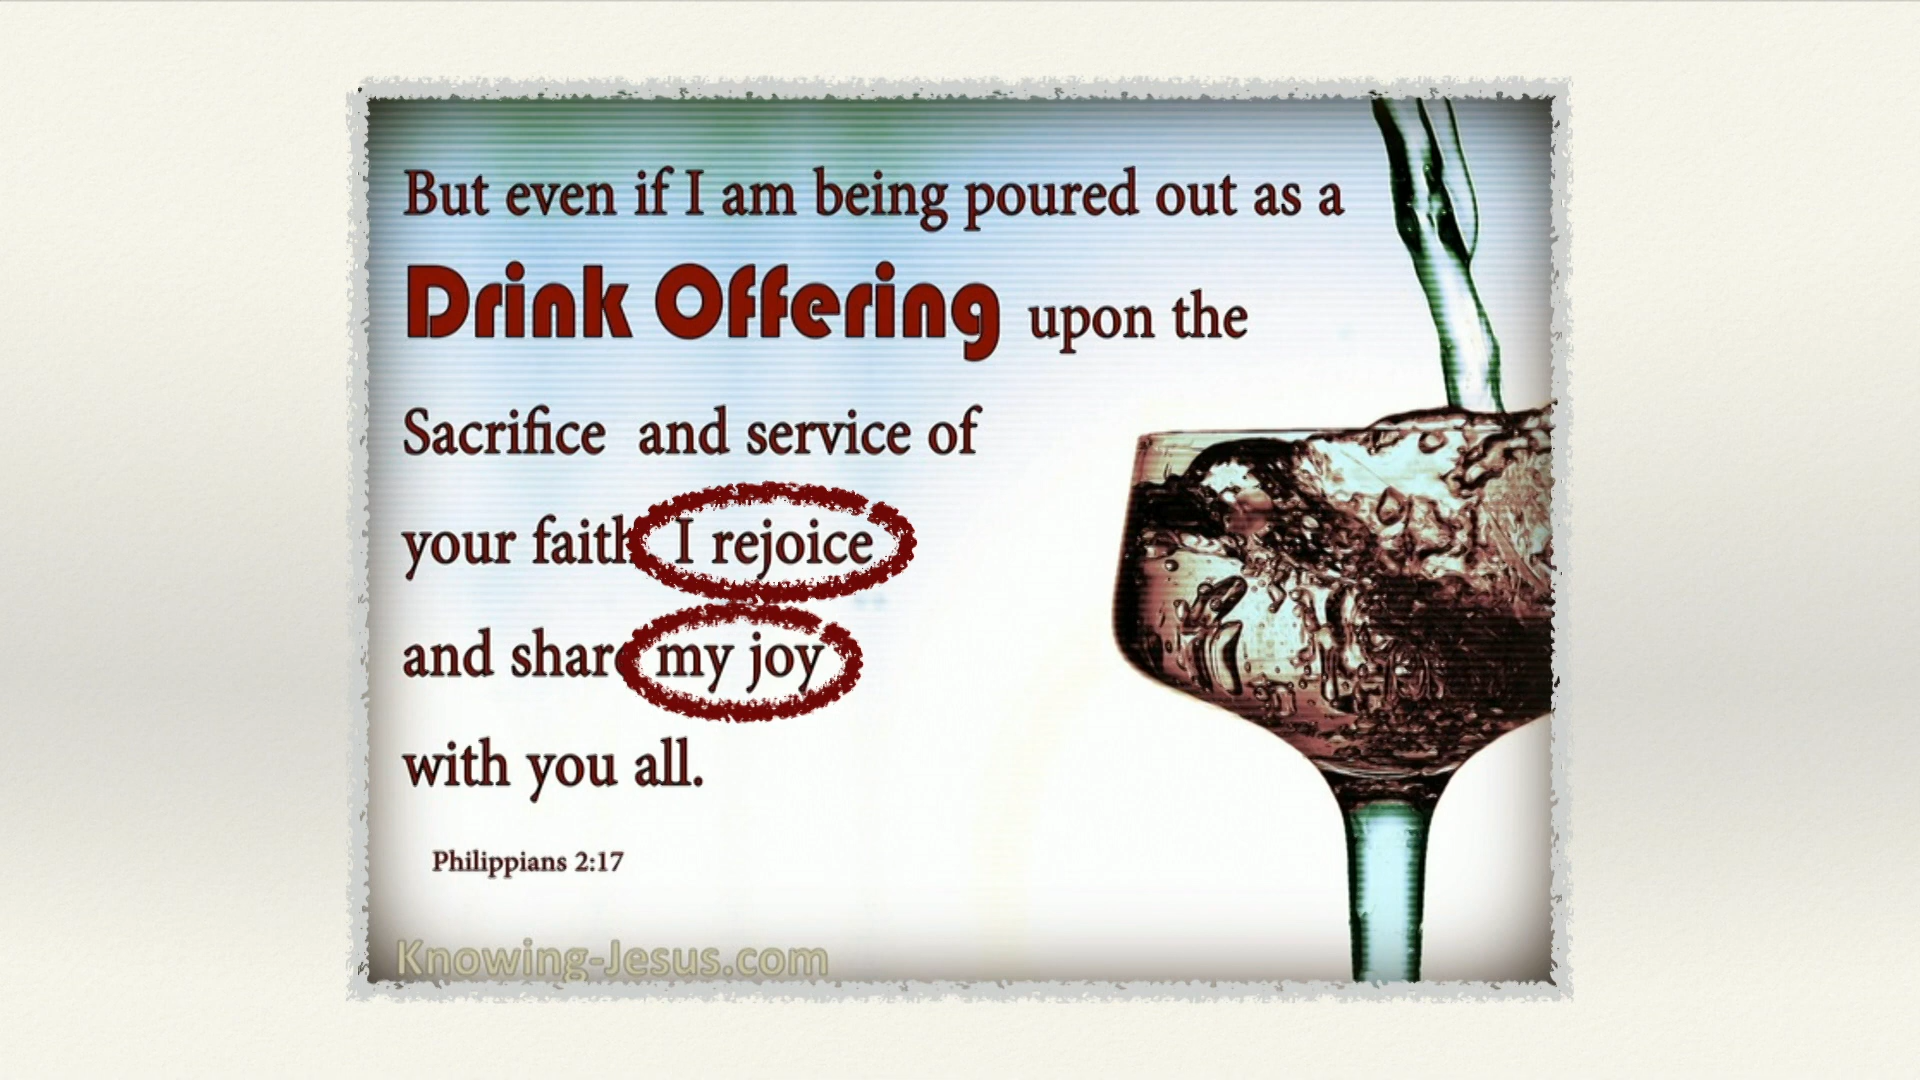 But even if I am being poured out as a
Drink Offering upon the
Sacrifice and service of
your faith I rejoice
and share my joy
with you all.
Philippians 2:17
Knowing-Jesus.com